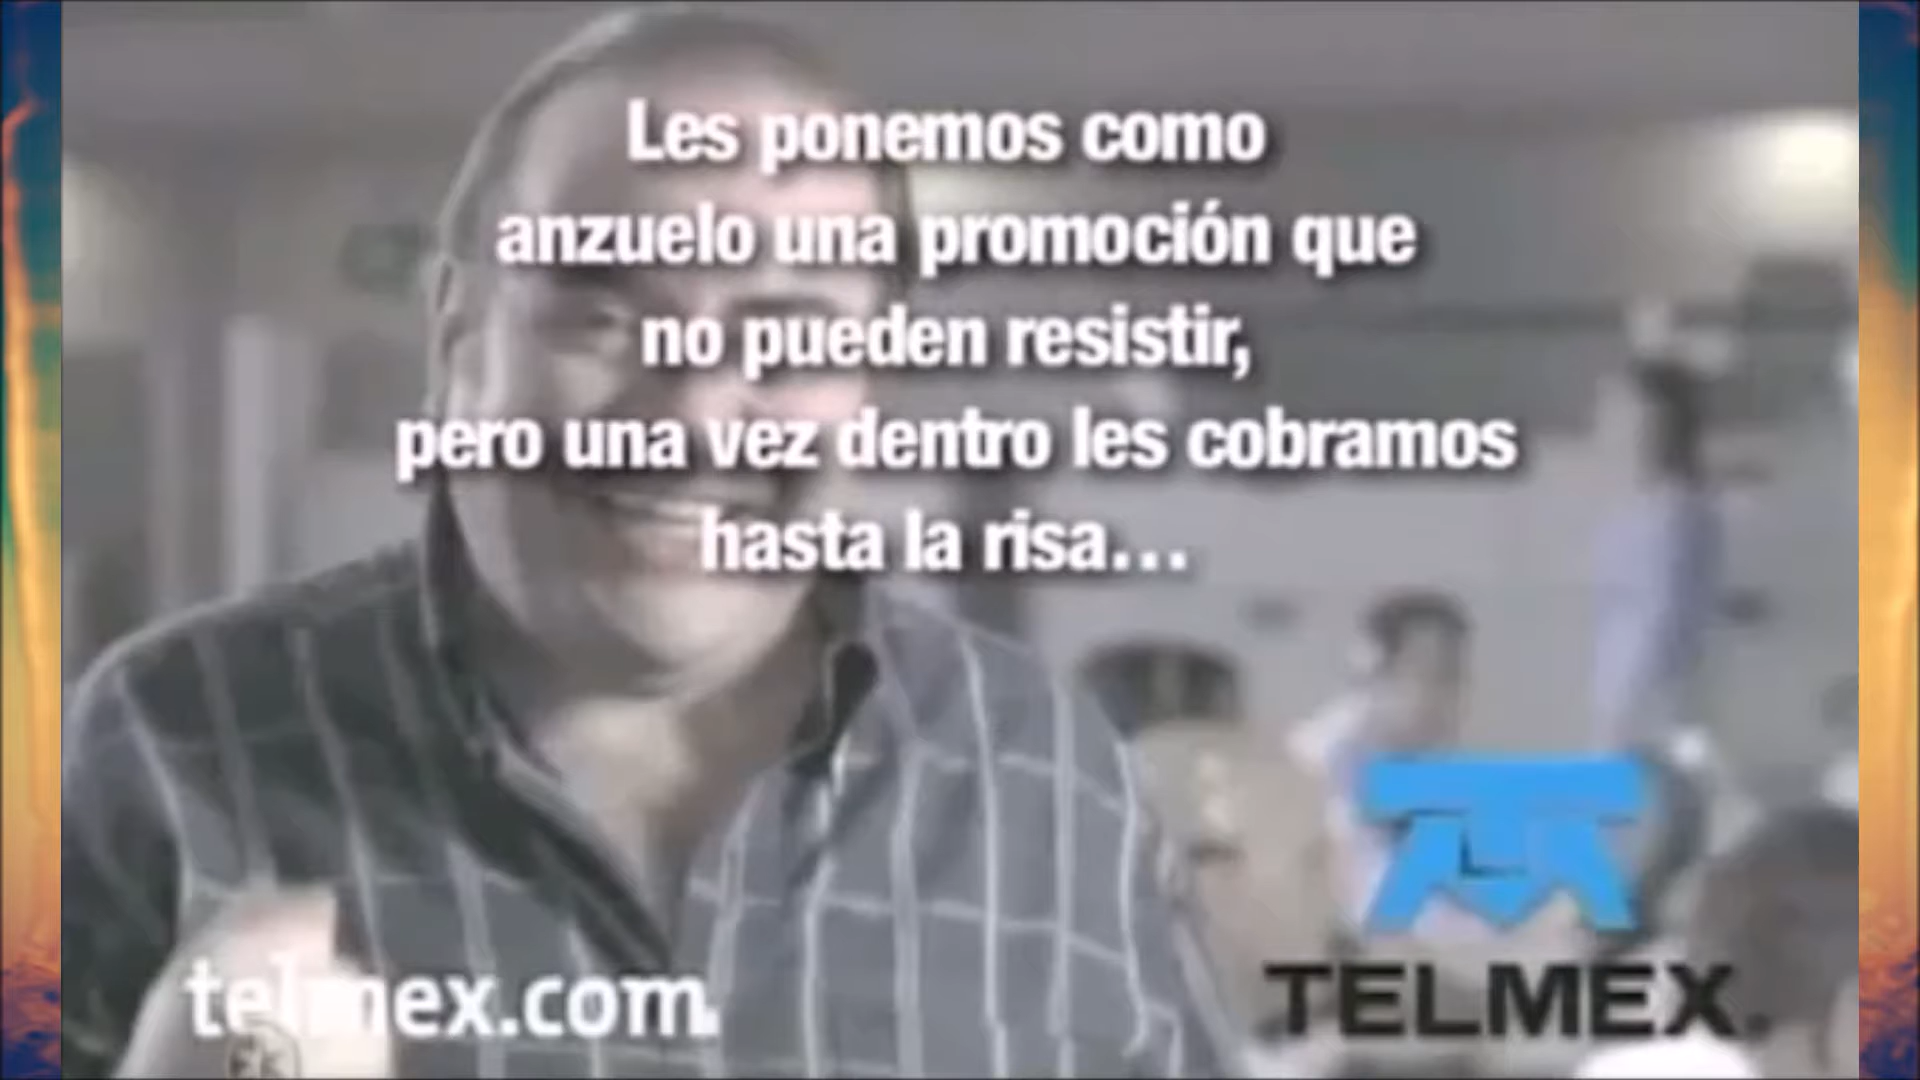 Les ponemos como
anzuelo una promoción que
no pueden resistir,
pero una vez dentro les cobramos
hasta la risa...
telmex.com
TELMEX